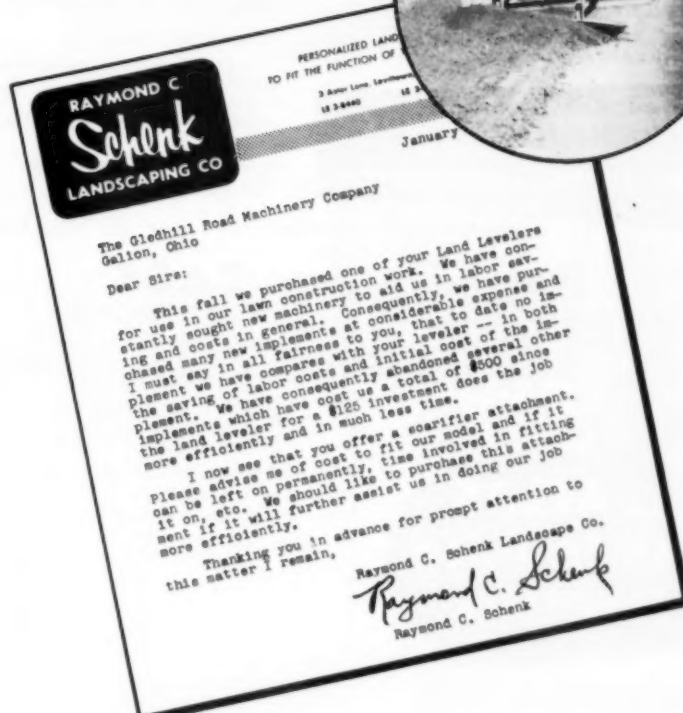 RAYMOND C.
Schenk
LANDSCAPING CO
PERSONALIZED LAND
TO FIT THE FUNCTION OF
January
The Gledhill Road Machinery Company
Galion, Ohio
Dear Sirs:
This fall we purchased one of your Land Levelers
for use in our lawn construction work. We have con-
stantly sought new machinery to aid us in labor sav-
ing and costs in general. Consequently, we have pur-
chased many new implements at considerable expense and
I must say in all fairness to you, that to date no im-
plement we have compares with your leveler -- in both
the saving of labor costs and initial cost of the im-
plement. We have consequently abandoned several other
implements which have cost us a total of $500 since
the land leveler for a $125 investment does the job
more efficiently and in much less time.
I now see that you offer a scarifier attachment.
Please advise me of cost to fit our model and if it
can be left on permanently, time involved in fitting
it on, etc. We should like to purchase this attach-
ment if it will further assist us in doing our job
more efficiently.
Thanking you in advance for prompt attention to
this matter I remain,
Raymond C. Schenk Landscape Co.
Raymond C. Schenk
Raymond C. Schenk